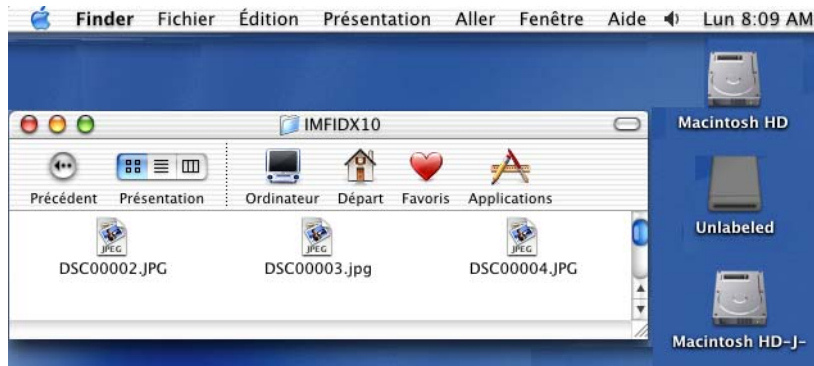 Finder Fichier Édition Présentation Aller Fenêtre Aide Lun 8:09 AM
IMFIDX10
Précédent Présentation Ordinateur Départ Favoris Applications
JPEG JPEG JPEG
DSC00002.JPG DSC00003.jpg DSC00004.JPG
Macintosh HD
Unlabeled
Macintosh HD-J-